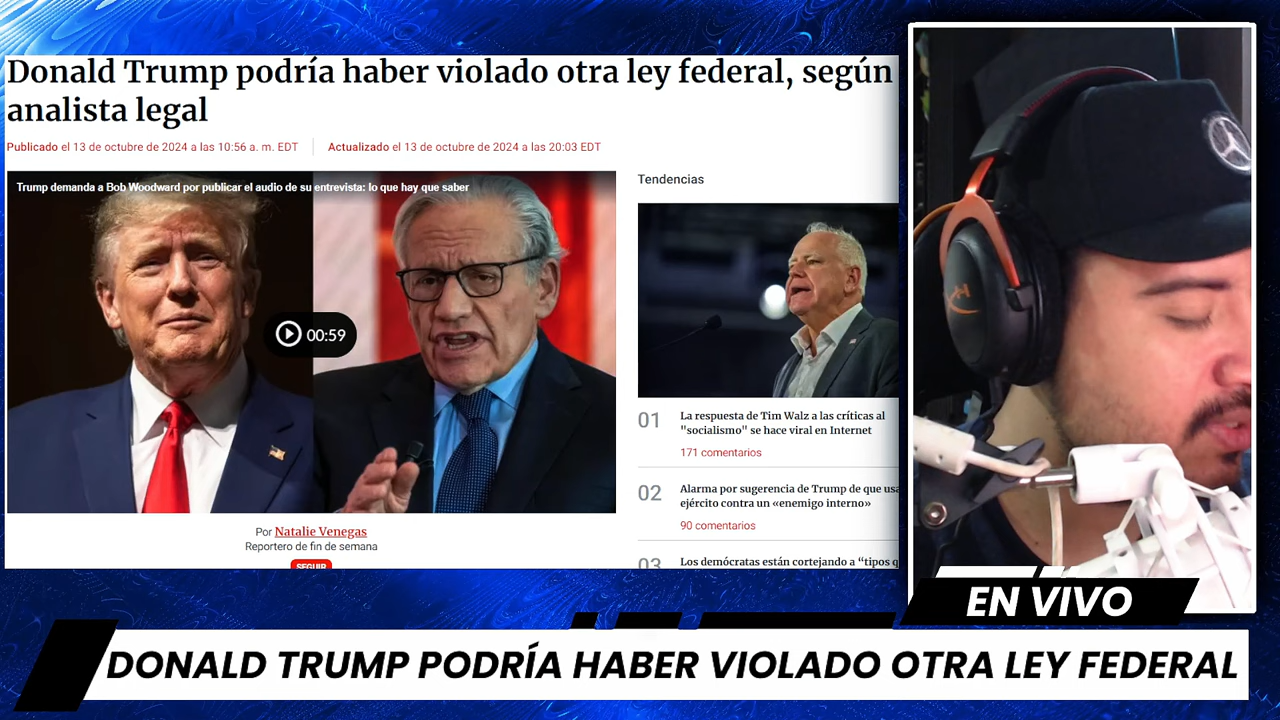 Donald Trump podría haber violado otra ley federal, según
analista legal
Publicado el 13 de octubre de 2024 a las 10:56 a. m. EDT
Actualizado el 13 de octubre de 2024 a las 20:03 EDT
Trump demanda a Bob Woodward por publicar el audio de su entrevista: lo que hay que saber
00:59
Por Natalie Venegas
Reportero de fin de semana
SEGUIR
Tendencias
01
La respuesta de Tim Walz a las críticas al
"socialismo" se hace viral en Internet
171 comentarios
02
Alarma por sugerencia de Trump de que usa
ejército contra un «enemigo interno»
90 comentarios
03
Los demócratas están cortejando a “tipos
EN VIVO
DONALD TRUMP PODRÍA HABER VIOLADO OTRA LEY FEDERAL